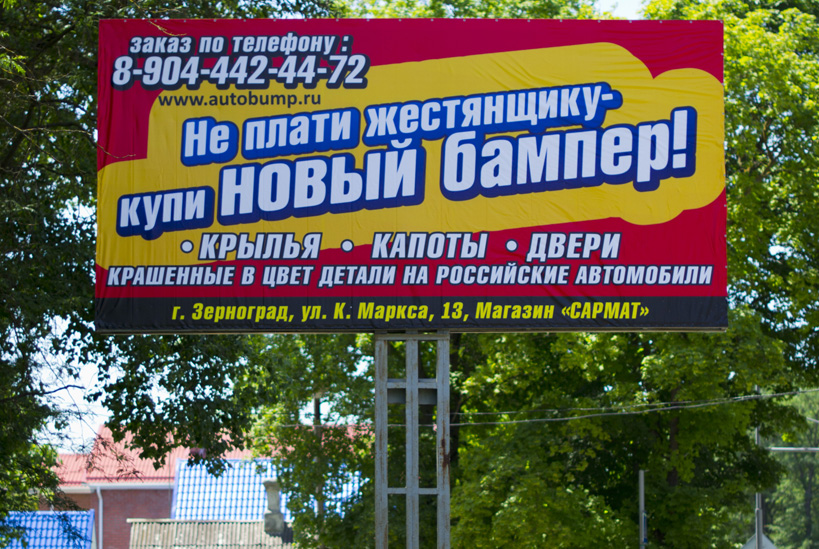 заказ по телефону :
8-904-442-44-72
www.autobump.ru
Не плати жестянщику-
купи НОВЫЙ бампер!
• КРЫЛЬЯ • КАПОТЫ • ДВЕРИ
КРАШЕННЫЕ В ЦВЕТ ДЕТАЛИ НА РОССИЙСКИЕ АВТОМОБИЛИ
г. Зерноград, ул. К. Маркса, 13, Магазин «САРМАТ»